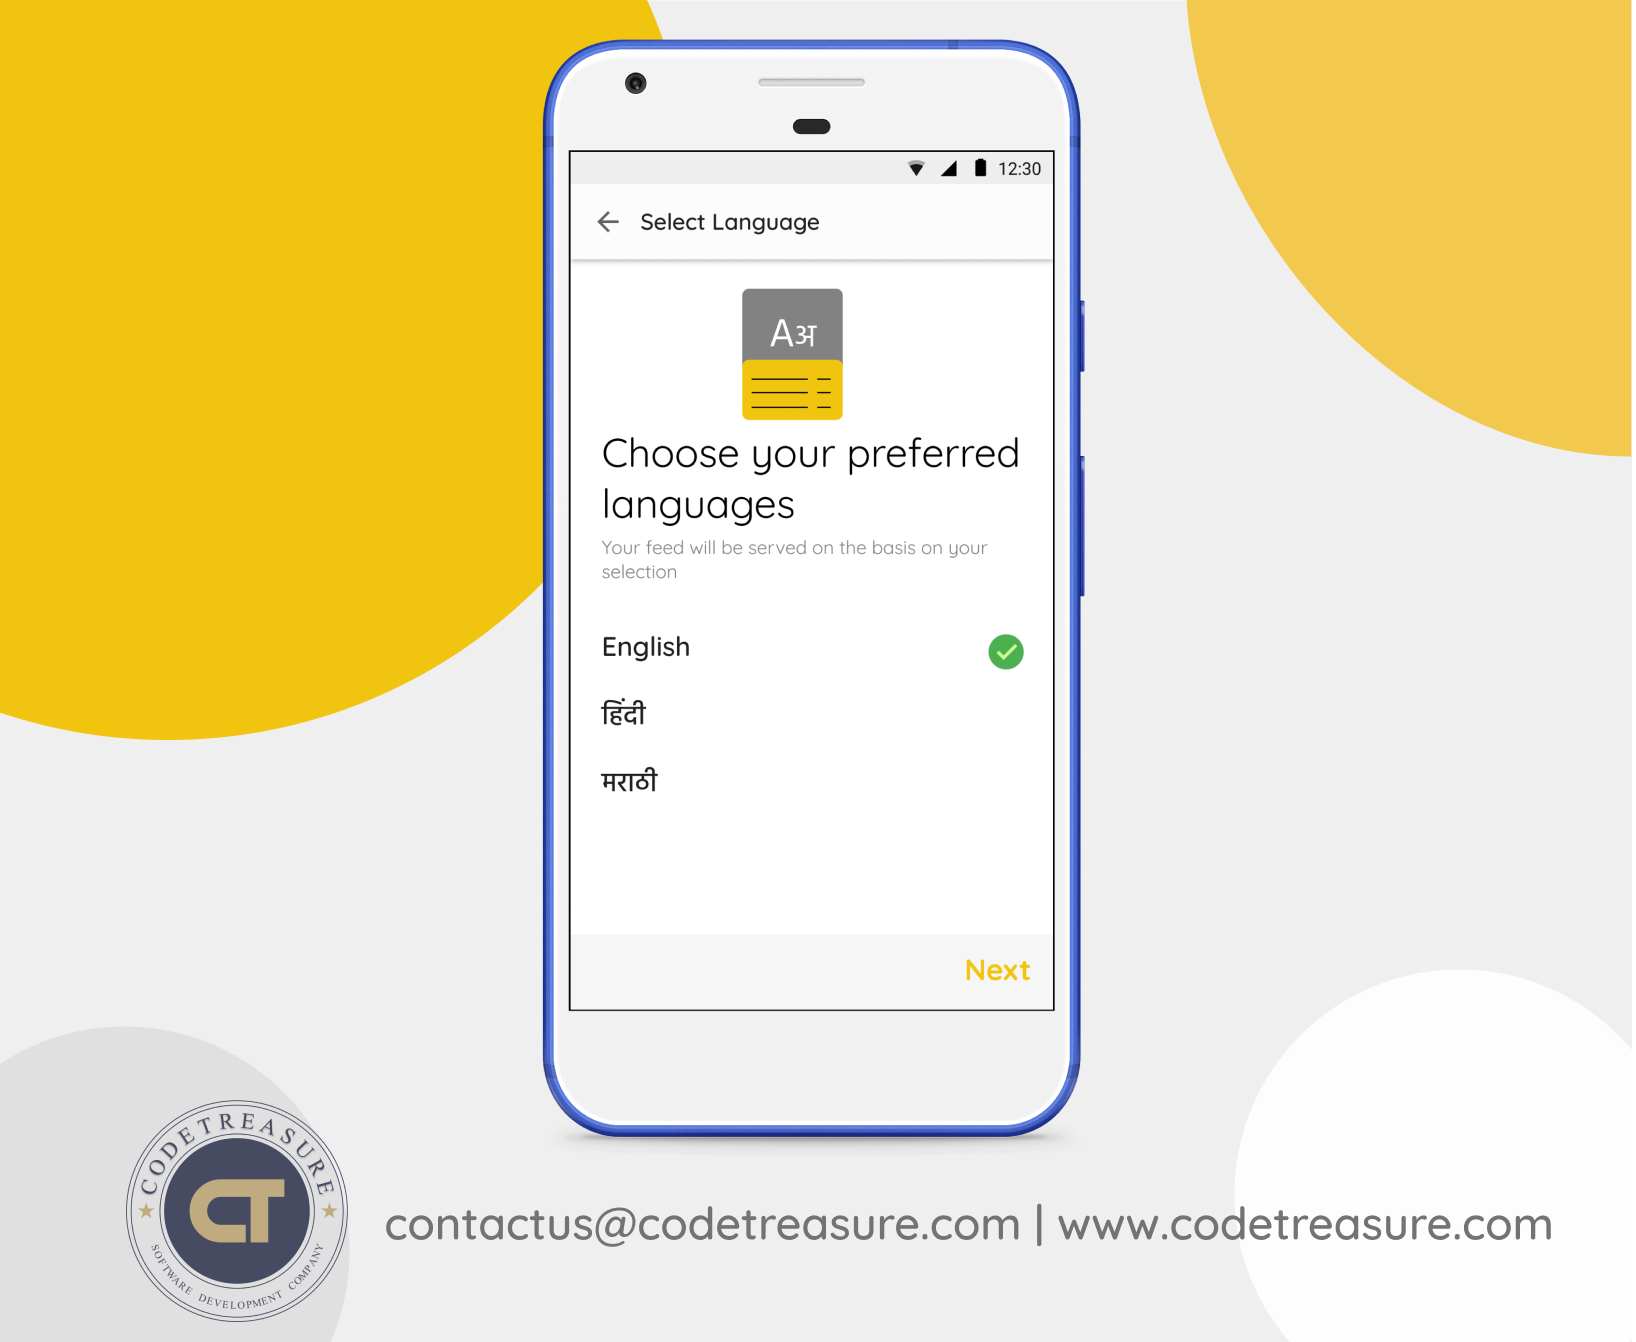 12:30
Select Language
Aअ
Choose your preferred
languages
Your feed will be served on the basis on your
selection
English
हिंदी
मराठी
Next
CODETREASURE
CT
SOFTWARE DEVELOPMENT COMPANY
contactus@codetreasure.com | www.codetreasure.com